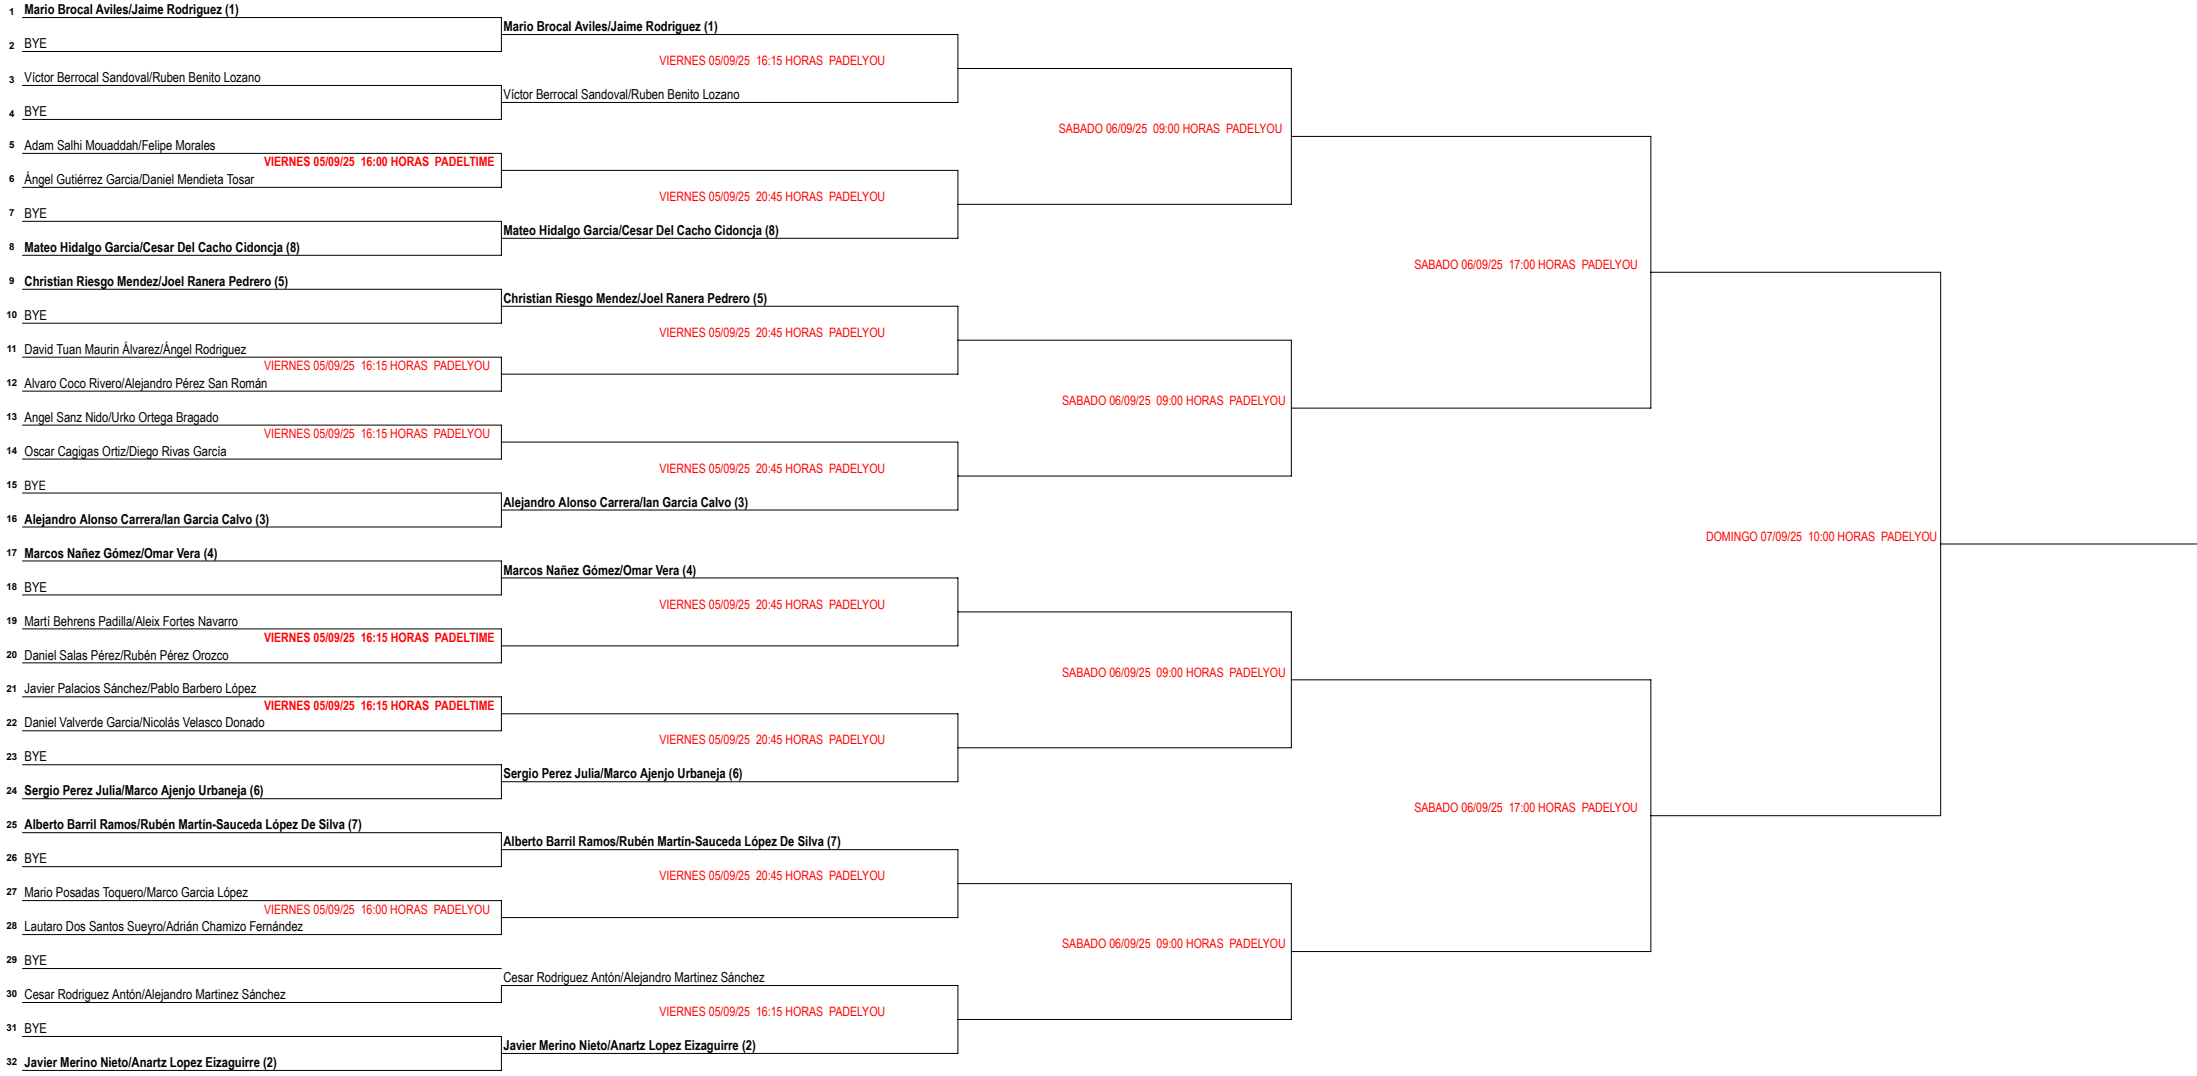 1 Mario Brocal Aviles/Jaime Rodriguez (1)
2 BYE
3 Víctor Berrocal Sandoval/Ruben Benito Lozano
4 BYE
5 Adam Salhi Mouaddah/Felipe Morales
VIERNES 05/09/25 16:00 HORAS PADELTIME
6 Ángel Gutiérrez Garcia/Daniel Mendieta Tosar
7 BYE
8 Mateo Hidalgo Garcia/Cesar Del Cacho Cidoncja (8)
9 Christian Riesgo Mendez/Joel Ranera Pedrero (5)
10 BYE
11 David Tuan Maurin Álvarez/Ángel Rodriguez
VIERNES 05/09/25 16:15 HORAS PADELYOU
12 Alvaro Coco Rivero/Alejandro Pérez San Román
13 Angel Sanz Nido/Urko Ortega Bragado
VIERNES 05/09/25 16:15 HORAS PADELYOU
14 Oscar Cagigas Ortiz/Diego Rivas García
15 BYE
16 Alejandro Alonso Carrera/Ian Garcia Calvo (3)
17 Marcos Nañez Gómez/Omar Vera (4)
18 BYE
19 Martí Behrens Padilla/Aleix Fortes Navarro
VIERNES 05/09/25 16:15 HORAS PADELTIME
20 Daniel Salas Pérez/Rubén Pérez Orozco
21 Javier Palacios Sánchez/Pablo Barbero López
VIERNES 05/09/25 16:15 HORAS PADELTIME
22 Daniel Valverde Garcia/Nicolás Velasco Donado
23 BYE
24 Sergio Perez Julia/Marco Ajenjo Urbaneja (6)
25 Alberto Barril Ramos/Rubén Martín-Sauceda López De Silva (7)
26 BYE
27 Mario Posadas Toquero/Marco Garcia López
VIERNES 05/09/25 16:00 HORAS PADELYOU
28 Lautaro Dos Santos Sueyro/Adrián Chamizo Fernández
29 BYE
30 Cesar Rodriguez Antón/Alejandro Martinez Sánchez
31 BYE
32 Javier Merino Nieto/Anartz Lopez Eizaguirre (2)
Mario Brocal Aviles/Jaime Rodriguez (1)
VIERNES 05/09/25 16:15 HORAS PADELYOU
Víctor Berrocal Sandoval/Ruben Benito Lozano
VIERNES 05/09/25 20:45 HORAS PADELYOU
Mateo Hidalgo Garcia/Cesar Del Cacho Cidoncja (8)
Christian Riesgo Mendez/Joel Ranera Pedrero (5)
VIERNES 05/09/25 20:45 HORAS PADELYOU
VIERNES 05/09/25 20:45 HORAS PADELYOU
Alejandro Alonso Carrera/Ian Garcia Calvo (3)
Marcos Nañez Gómez/Omar Vera (4)
VIERNES 05/09/25 20:45 HORAS PADELYOU
VIERNES 05/09/25 20:45 HORAS PADELYOU
Sergio Perez Julia/Marco Ajenjo Urbaneja (6)
Alberto Barril Ramos/Rubén Martín-Sauceda López De Silva (7)
VIERNES 05/09/25 20:45 HORAS PADELYOU
Cesar Rodriguez Antón/Alejandro Martinez Sánchez
VIERNES 05/09/25 16:15 HORAS PADELYOU
Javier Merino Nieto/Anartz Lopez Eizaguirre (2)
SABADO 06/09/25 09:00 HORAS PADELYOU
SABADO 06/09/25 09:00 HORAS PADELYOU
SABADO 06/09/25 09:00 HORAS PADELYOU
SABADO 06/09/25 09:00 HORAS PADELYOU
SABADO 06/09/25 17:00 HORAS PADELYOU
SABADO 06/09/25 17:00 HORAS PADELYOU
DOMINGO 07/09/25 10:00 HORAS PADELYOU